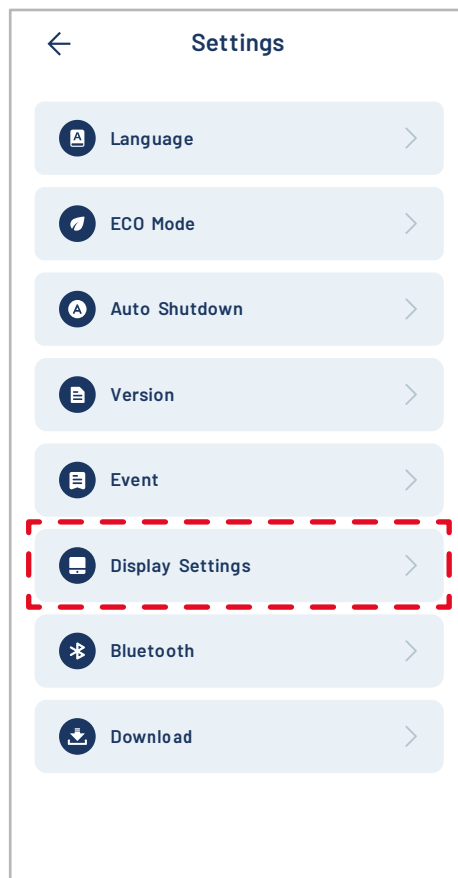 Settings
Language
ECO Mode
Auto Shutdown
Version
Event
Display Settings
Bluetooth
Download